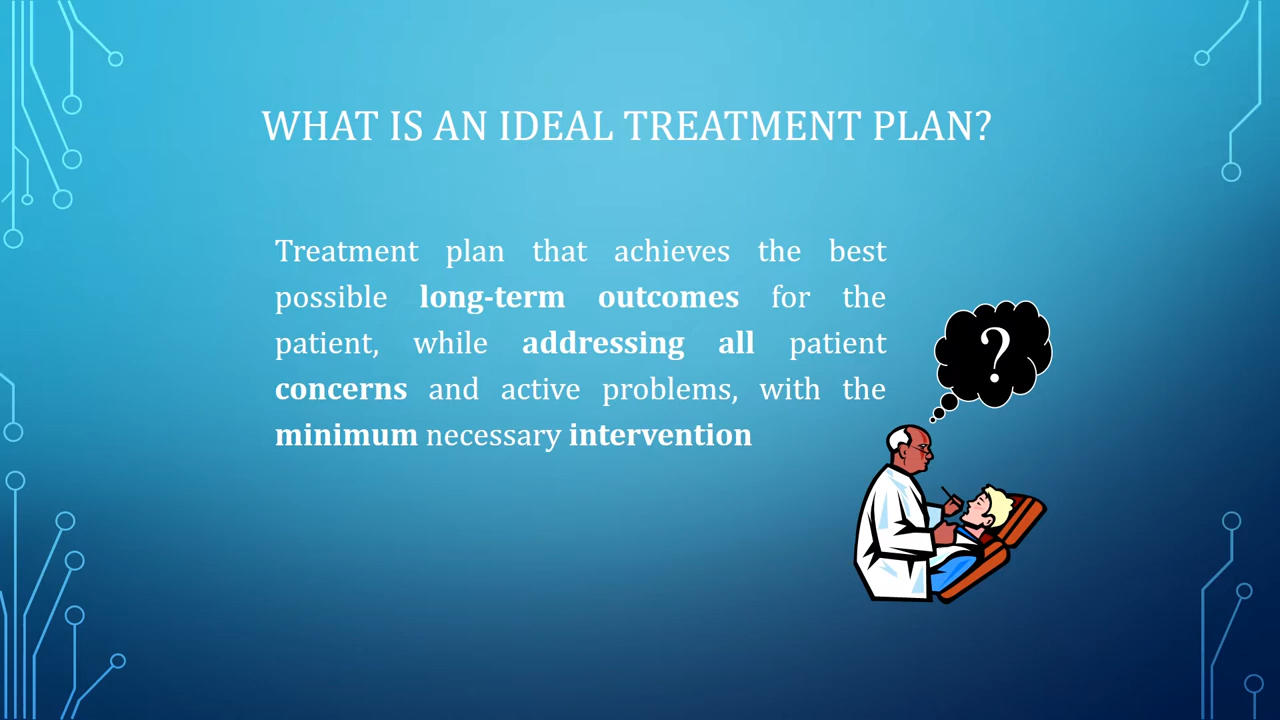 WHAT IS AN IDEAL TREATMENT PLAN?
Treatment plan that achieves the best
possible long-term outcomes for the
patient, while addressing all patient
concerns and active problems, with the
minimum necessary intervention
?